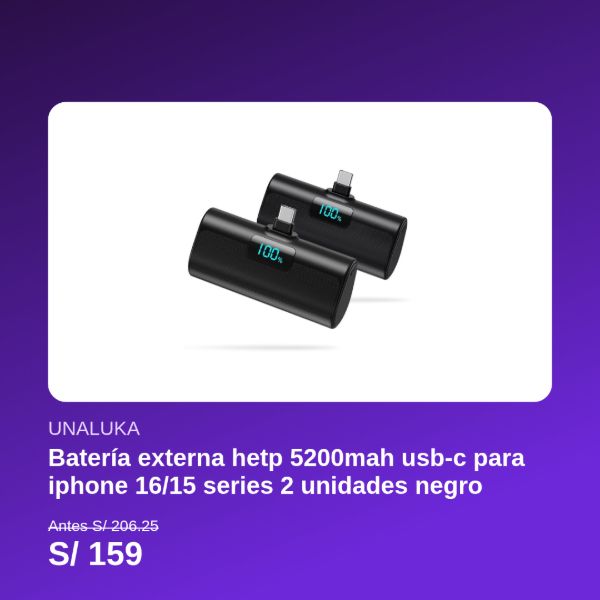 100%
100%
UNALUKA
Batería externa hetp 5200mah usb-c para
iphone 16/15 series 2 unidades negro
Antes S/ 206.25
S/ 159